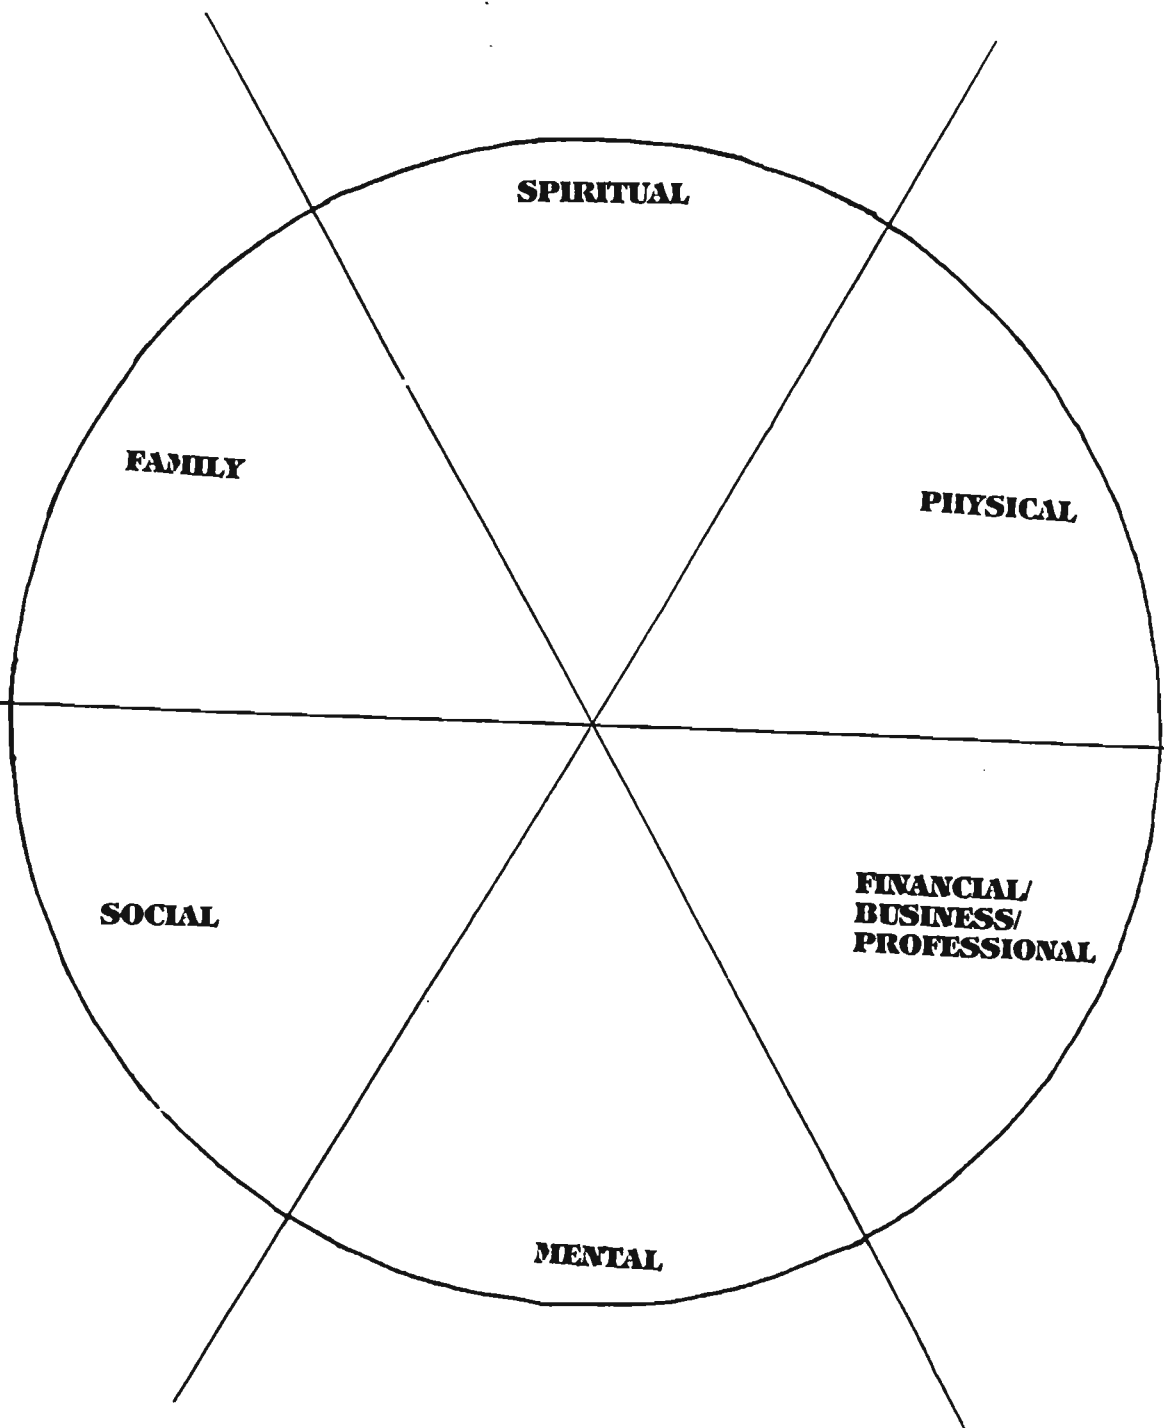 SPIRITUAL
FAMILY
PHYSICAL
SOCIAL
FINANCIAL/
BUSINESS/
PROFESSIONAL
MENTAL